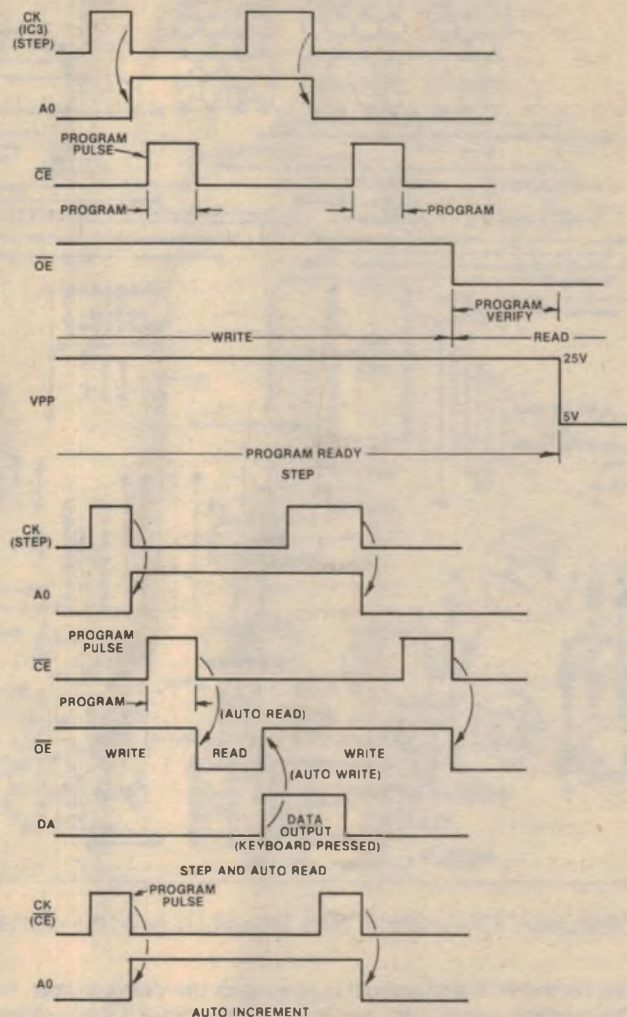 CK
(IC3)
(STEP)
A0
PROGRAM
PULSE
CE
PROGRAM
PROGRAM
OE
PROGRAM
VERIFY
WRITE
READ
25V
VPP
5V
PROGRAM READY
STEP
CK
(STEP)
A0
PROGRAM
PULSE
CE
PROGRAM
(AUTO READ)
OE
WRITE
READ
WRITE
(AUTO WRITE)
DA
DATA
OUTPUT
(KEYBOARD PRESSED)
STEP AND AUTO READ
PROGRAM
PULSE
CK
(CE)
A0
AUTO INCREMENT